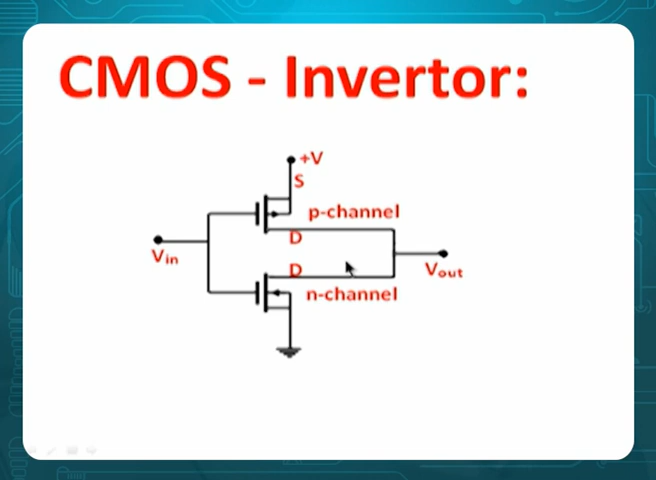 CMOS - Invertor:
+V
S
p-channel
D
Vin
D
Vout
n-channel